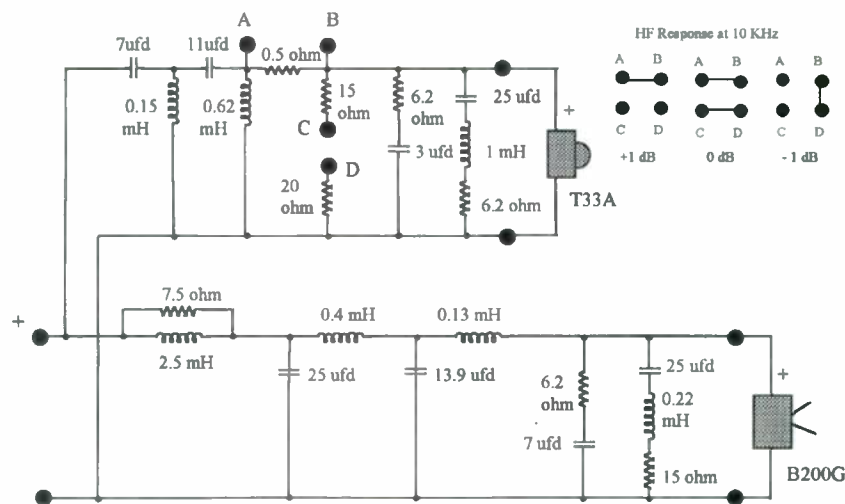 A
B
HF Response at 10 KHz
7ufd
11ufd
0.5 ohm
A B
A B
A B
0.15
mH
0.62
mH
15
ohm
C
6.2
ohm
25 ufd
+
C D
C D
C D
+1 dB
0 dB
- 1 dB
D
3 ufd
1 mH
20
ohm
6.2 ohm
T33A
7.5 ohm
+
0.4 mH
0.13 mH
2.5 mH
25 ufd
13.9 ufd
6.2
ohm
25 ufd
+
0.22
mH
7 ufd
15 ohm
B200G